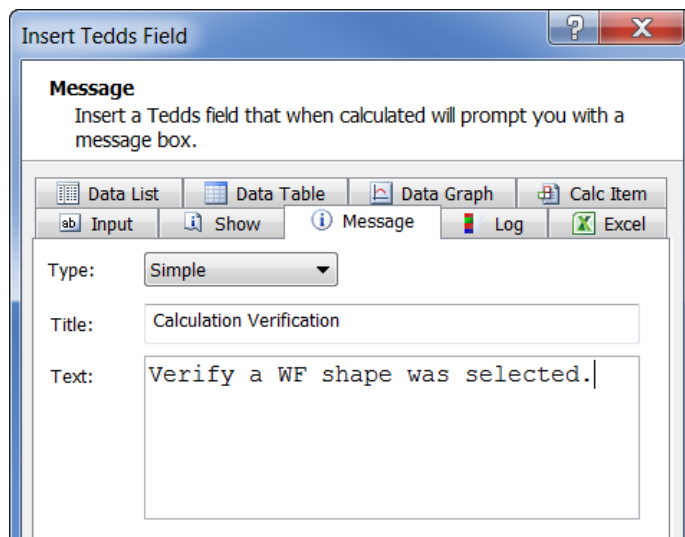 Insert Tedds Field
Message
Insert a Tedds field that when calculated will prompt you with a
message box.
Data List Data Table Data Graph Calc Item
ab Input Show Message Log Excel
Type: Simple
Title: Calculation Verification
Text: Verify a WF shape was selected.